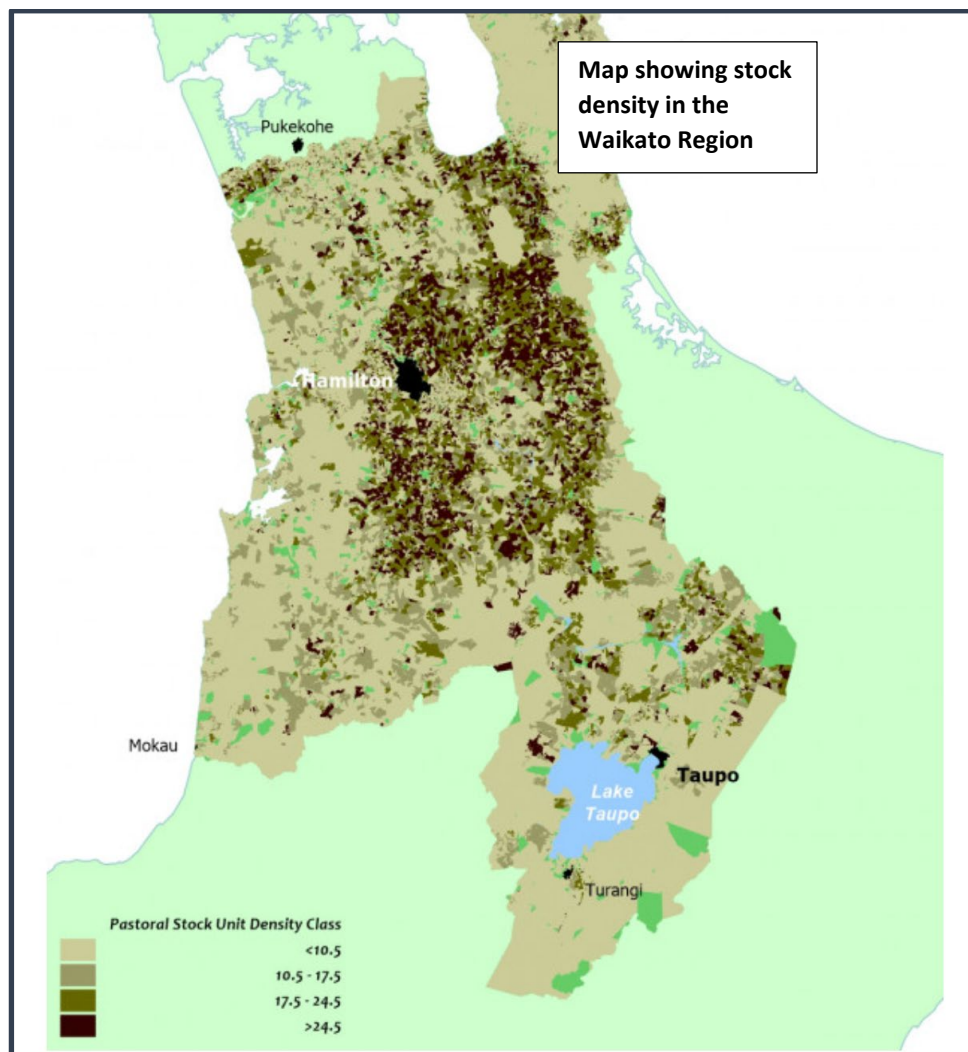 Map showing stock
density in the
Waikato Region
Pukekohe
Hamilton
Mokau
Taupo
Lake
Taupo
Turangi
Pastoral Stock Unit Density Class
<10.5
10.5 - 17.5
17.5 - 24.5
>24.5